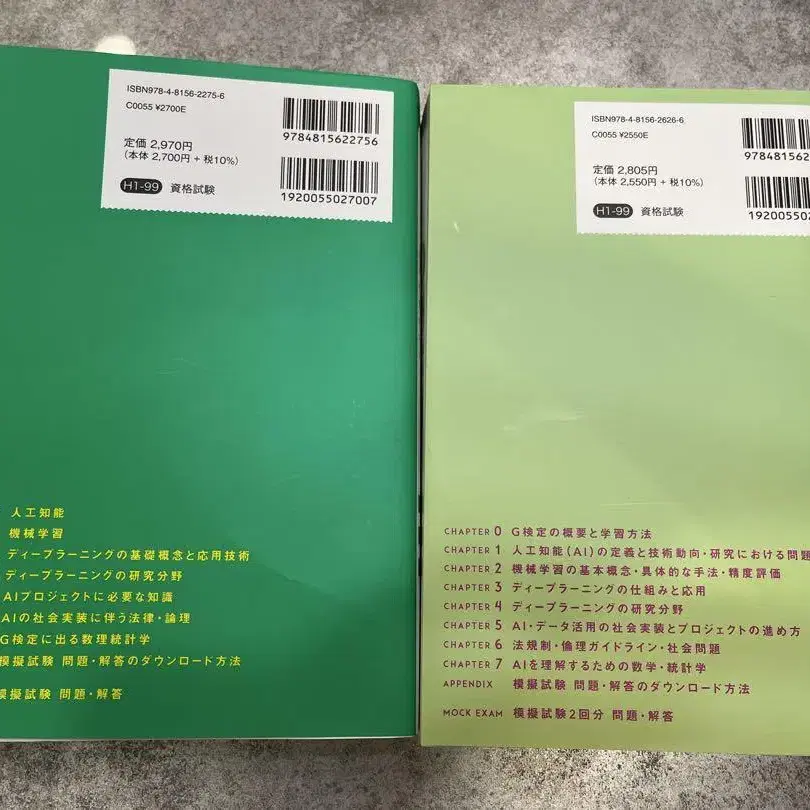 ISBN978-4-8156-2275-6
C0055 ¥2700E
9784815622756
定価 2,970円
(本体 2,700円 + 税10%)
H1-99 資格試験
1920055027007
人工知能
機械学習
ディープラーニングの基礎概念と応用技術
ディープラーニングの研究分野
AIプロジェクトに必要な知識
AIの社会実装に伴う法律・論理
G検定に出る数理統計学
模擬試験 問題・解答のダウンロード方法
模擬試験 問題・解答
ISBN978-4-8156-2626-6
C0055 ¥2550E
978481562
定価 2,805円
(本体 2,550円 + 税10%)
H1-99 資格試験
192005502
CHAPTER 0 G検定の概要と学習方法
CHAPTER 1 人工知能(AI)の定義と技術動向・研究における問題
CHAPTER 2 機械学習の基本概念・具体的な手法・精度評価
CHAPTER 3 ディープラーニングの仕組みと応用
CHAPTER 4 ディープラーニングの研究分野
CHAPTER 5 AI・データ活用の社会実装とプロジェクトの進め方
CHAPTER 6 法規制・倫理ガイドライン・社会問題
CHAPTER 7 AIを理解するための数学・統計学
APPENDIX 模擬試験 問題・解答のダウンロード方法
MOCK EXAM 模擬試験2回分 問題・解答